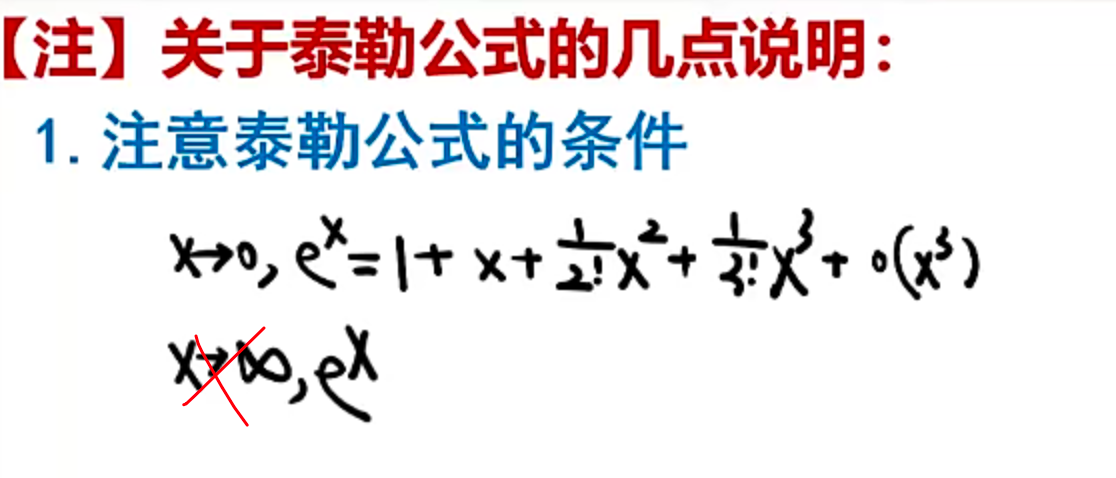 【注】关于泰勒公式的几点说明：
1. 注意泰勒公式的条件
x→0, eˣ = 1 + x + 1/2! x² + 1/3! x³ + o(x³)
x→∞, eˣ